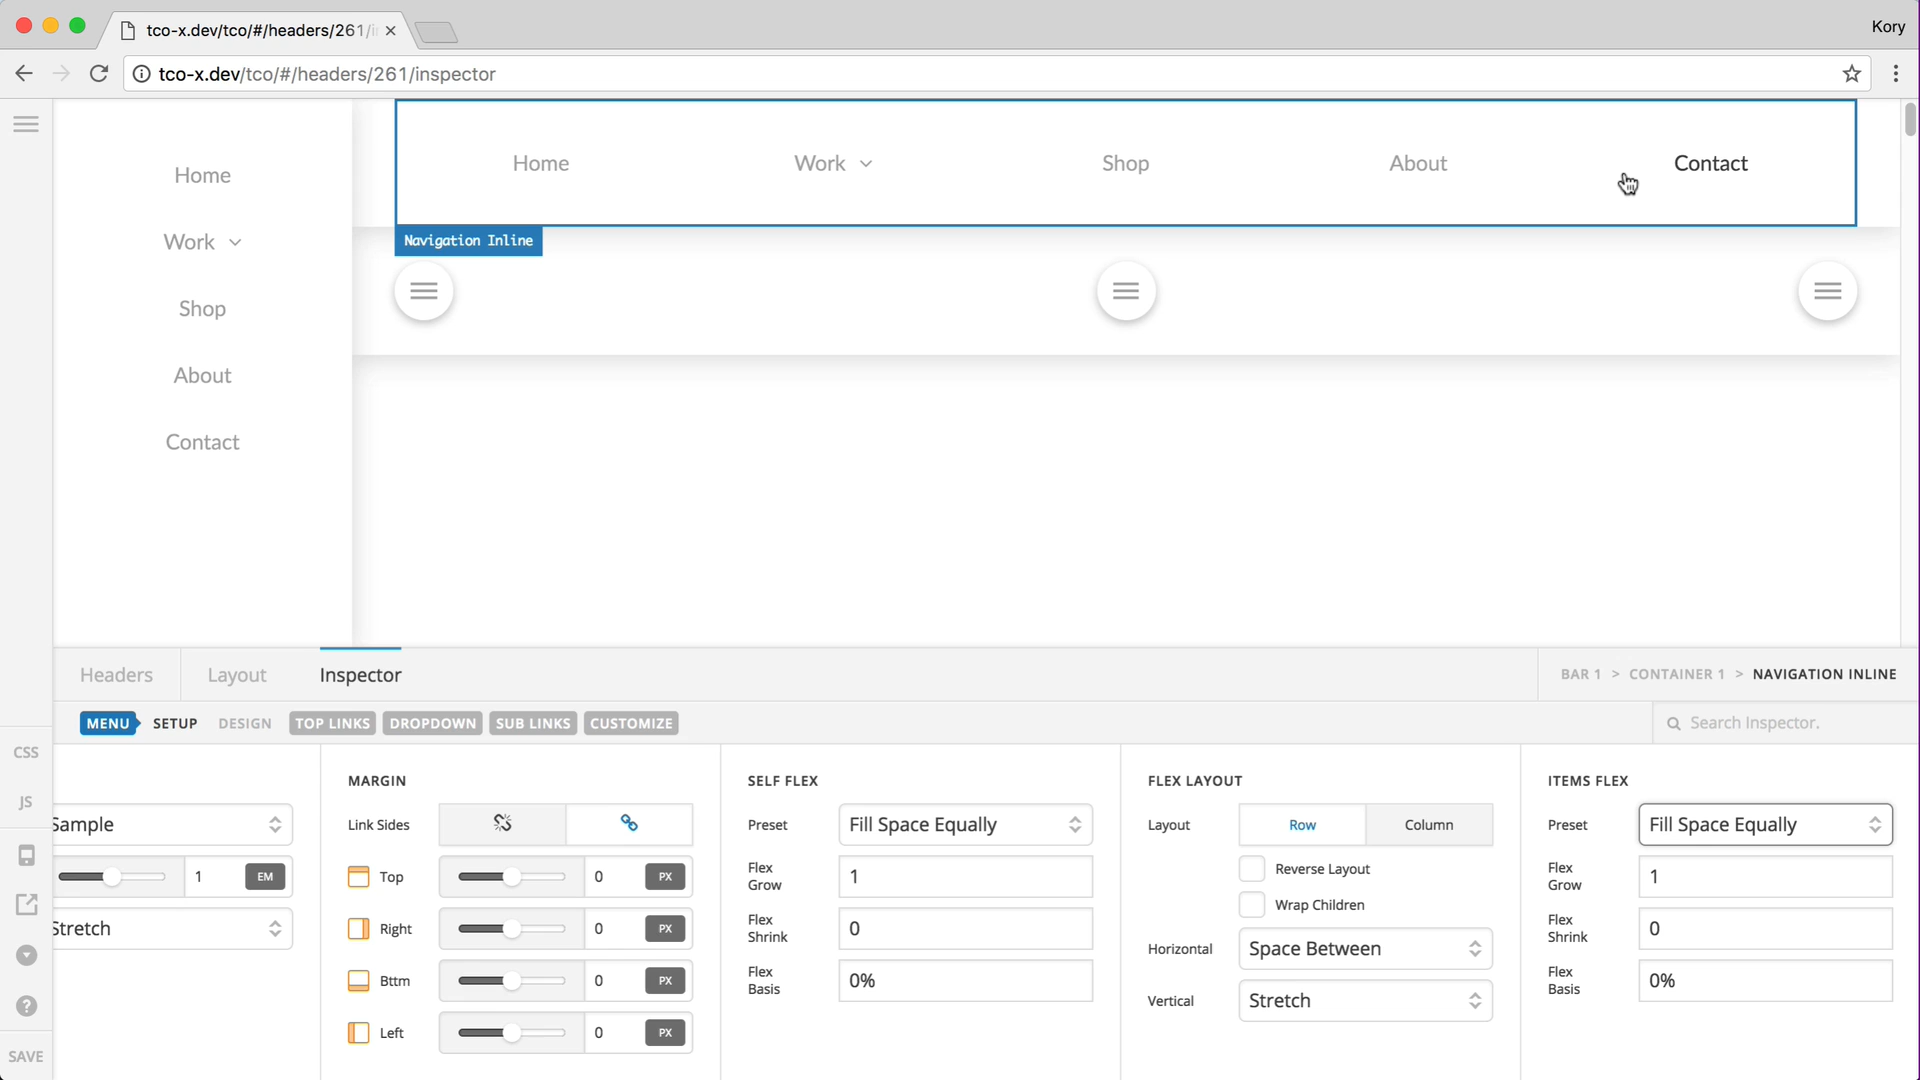 tco-x.dev/tco/#/headers/261/i
Kory
tco-x.dev/tco/#/headers/261/inspector
Home
Work
Shop
About
Contact
Home
Work
Shop
About
Contact
Navigation Inline
Headers
Layout
Inspector
BAR 1 > CONTAINER 1 > NAVIGATION INLINE
MENU
SETUP
DESIGN
TOP LINKS
DROPDOWN
SUB LINKS
CUSTOMIZE
Search Inspector.
CSS
JS
SAVE
Sample
1
EM
Stretch
MARGIN
Link Sides
Top
0
PX
Right
0
PX
Bttm
0
PX
Left
0
PX
SELF FLEX
Preset
Fill Space Equally
Flex
Grow
1
Flex
Shrink
0
Flex
Basis
0%
FLEX LAYOUT
Layout
Row
Column
Reverse Layout
Wrap Children
Horizontal
Space Between
Vertical
Stretch
ITEMS FLEX
Preset
Fill Space Equally
Flex
Grow
1
Flex
Shrink
0
Flex
Basis
0%